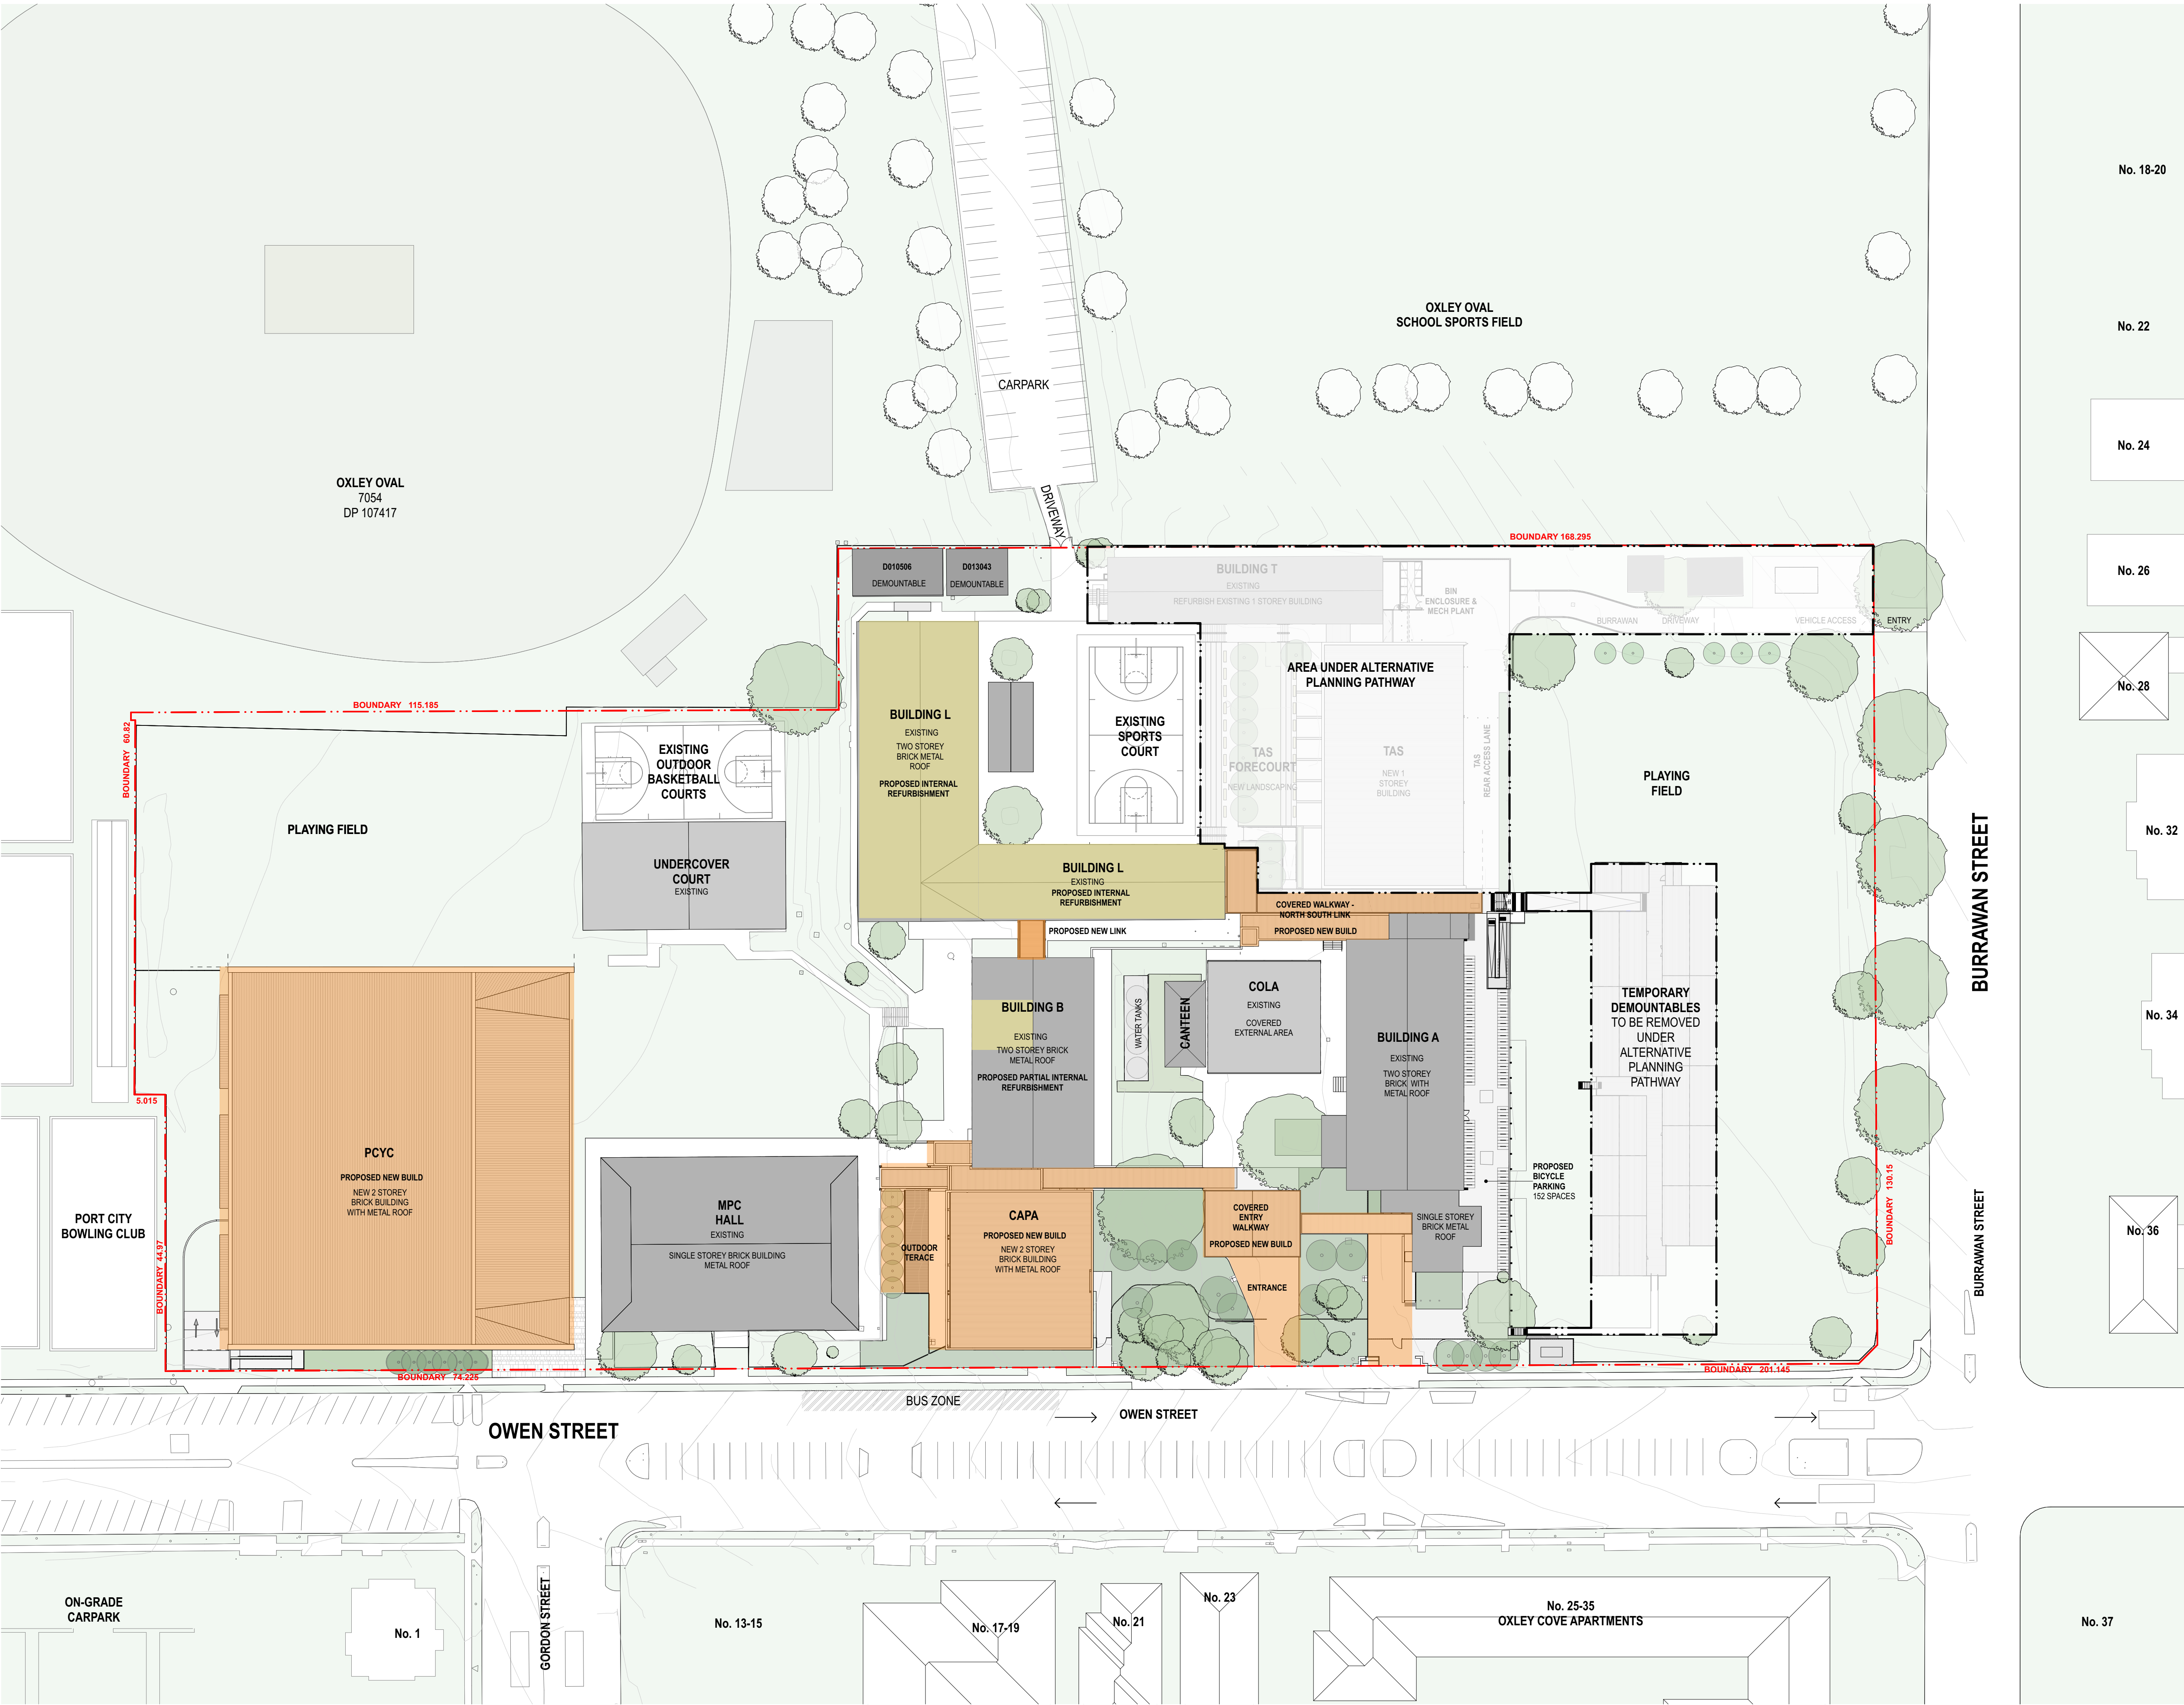 No. 18-20
OXLEY OVAL
SCHOOL SPORTS FIELD
No. 22
CARPARK
No. 24
OXLEY OVAL
7054
DP 107417
DRIVEWAY
BOUNDARY 168.295
D010506
DEMOUNTABLE
D013043
DEMOUNTABLE
BUILDING T
EXISTING
REFURBISH EXISTING 1 STOREY BUILDING
BIN
ENCLOSURE &
MECH PLANT
No. 26
BURRAWAN
DRIVEWAY
VEHICLE ACCESS
ENTRY
AREA UNDER ALTERNATIVE
PLANNING PATHWAY
No. 28
BOUNDARY 115.185
BOUNDARY 60.82
BUILDING L
EXISTING
TWO STOREY
BRICK METAL
ROOF
PROPOSED INTERNAL
REFURBISHMENT
EXISTING
SPORTS
COURT
EXISTING
OUTDOOR
BASKETBALL
COURTS
TAS
FORECOURT
NEW LANDSCAPING
TAS
NEW 1
STOREY
BUILDING
TAS
REAR ACCESS LANE
PLAYING
FIELD
PLAYING FIELD
No. 32
BURRAWAN STREET
UNDERCOVER
COURT
EXISTING
BUILDING L
EXISTING
PROPOSED INTERNAL
REFURBISHMENT
COVERED WALKWAY -
NORTH SOUTH LINK
PROPOSED NEW BUILD
PROPOSED NEW LINK
BUILDING B
EXISTING
TWO STOREY BRICK
METAL ROOF
PROPOSED PARTIAL INTERNAL
REFURBISHMENT
WATER TANKS
CANTEEN
COLA
EXISTING
COVERED
EXTERNAL AREA
BUILDING A
EXISTING
TWO STOREY
BRICK WITH
METAL ROOF
TEMPORARY
DEMOUNTABLES
TO BE REMOVED
UNDER
ALTERNATIVE
PLANNING
PATHWAY
No. 34
5.015
PCYC
PROPOSED NEW BUILD
NEW 2 STOREY
BRICK BUILDING
WITH METAL ROOF
PROPOSED
BICYCLE
PARKING
152 SPACES
BOUNDARY 130.15
BURRAWAN STREET
No. 36
PORT CITY
BOWLING CLUB
BOUNDARY 44.97
MPC
HALL
EXISTING
SINGLE STOREY BRICK BUILDING
METAL ROOF
OUTDOOR
TERACE
CAPA
PROPOSED NEW BUILD
NEW 2 STOREY
BRICK BUILDING
WITH METAL ROOF
COVERED
ENTRY
WALKWAY
PROPOSED NEW BUILD
ENTRANCE
SINGLE STOREY
BRICK METAL
ROOF
BOUNDARY 74.225
BOUNDARY 201.145
BUS ZONE
OWEN STREET
OWEN STREET
ON-GRADE
CARPARK
No. 1
GORDON STREET
No. 13-15
No. 17-19
No. 21
No. 23
No. 25-35
OXLEY COVE APARTMENTS
No. 37